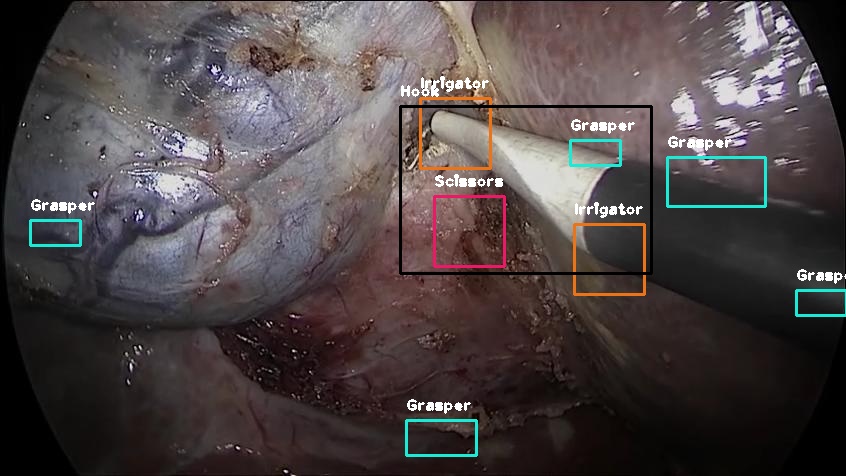 Irrigator
Hook
Grasper
Grasper
Scissors
Grasper
Irrigator
Grasp
Grasper